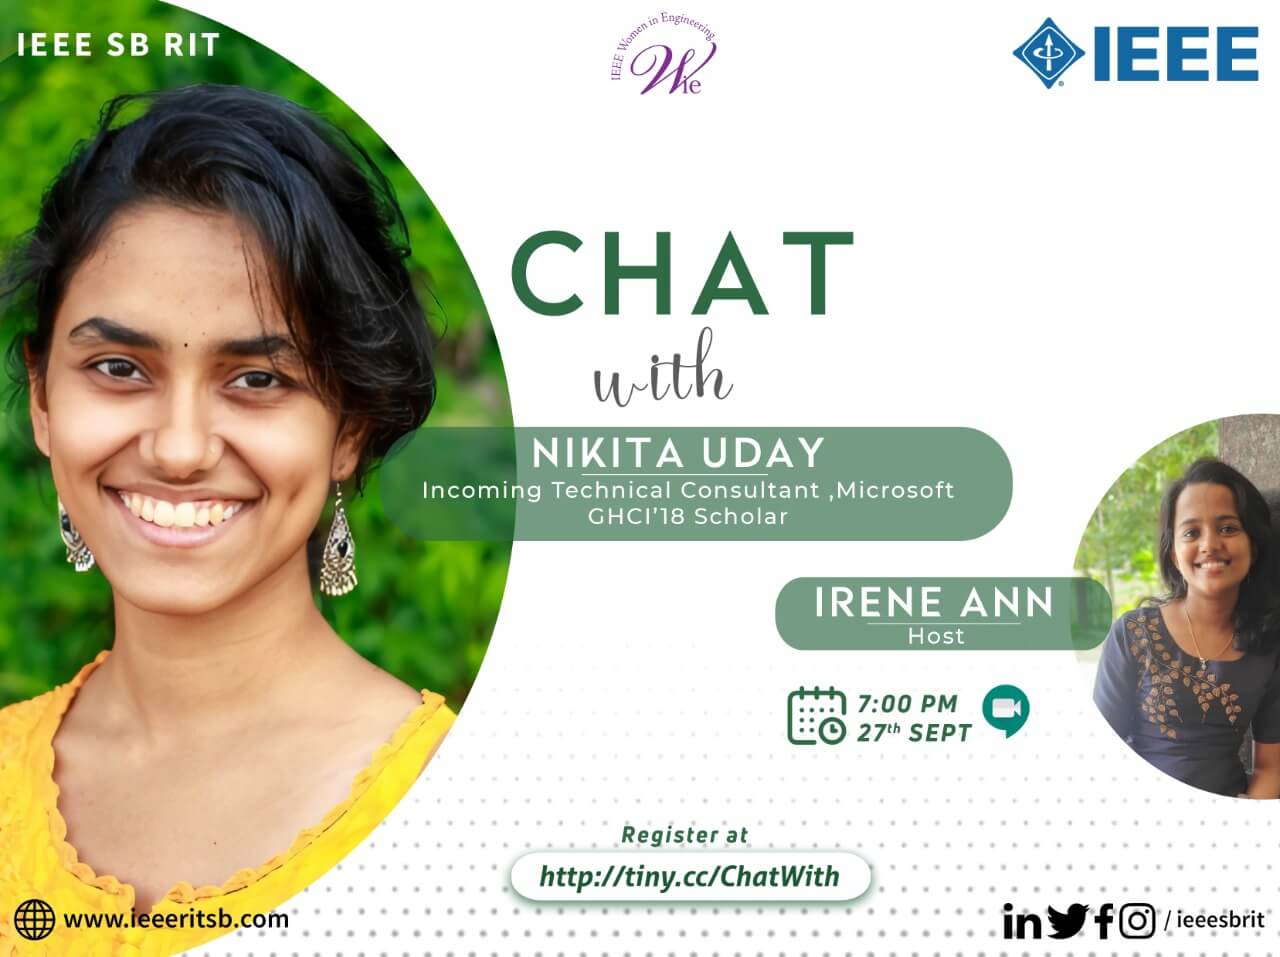 IEEE SB RIT
IEEE Women in Engineering
Wie
IEEE
CHAT
with
NIKITA UDAY
Incoming Technical Consultant ,Microsoft
GHCI'18 Scholar
IRENE ANN
Host
7:00 PM
27th SEPT
Register at
http://tiny.cc/ChatWith
www.ieeeritsb.com
/ ieeesbrit